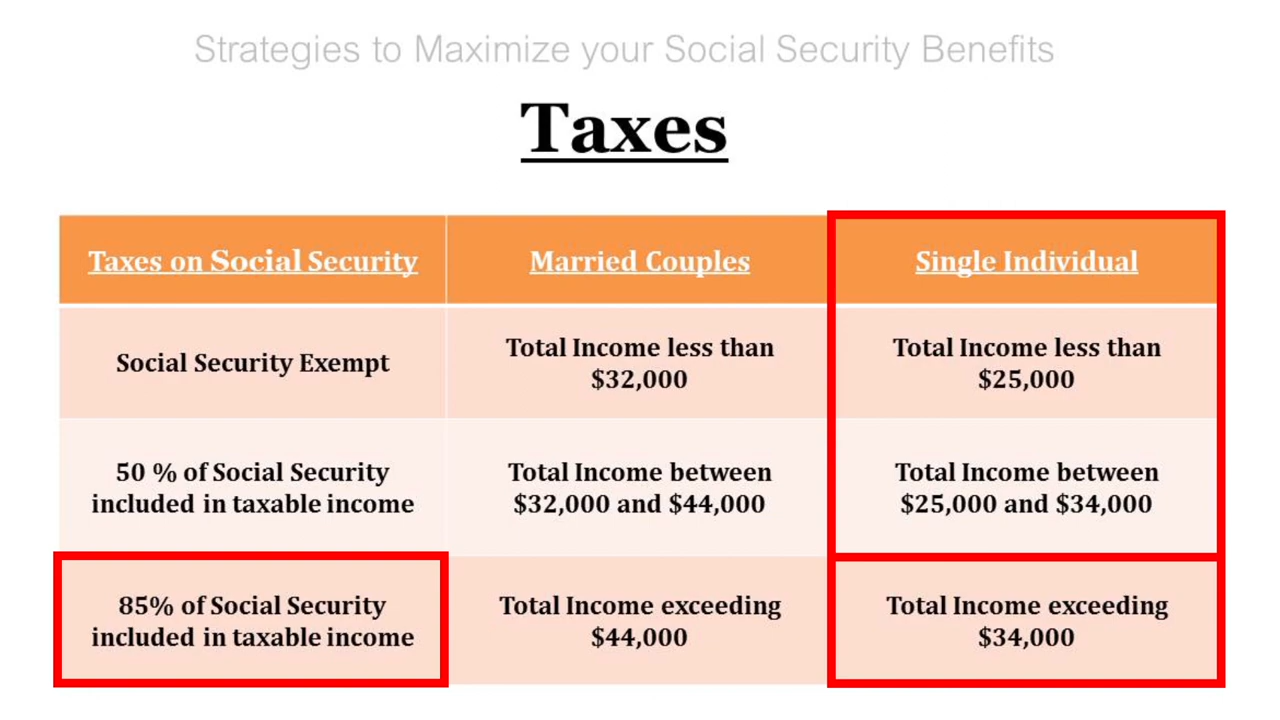 Strategies to Maximize your Social Security Benefits
Taxes
Taxes on Social Security
Married Couples
Single Individual
Social Security Exempt
Total Income less than
$32,000
Total Income less than
$25,000
50 % of Social Security
included in taxable income
Total Income between
$32,000 and $44,000
Total Income between
$25,000 and $34,000
85% of Social Security
included in taxable income
Total Income exceeding
$44,000
Total Income exceeding
$34,000